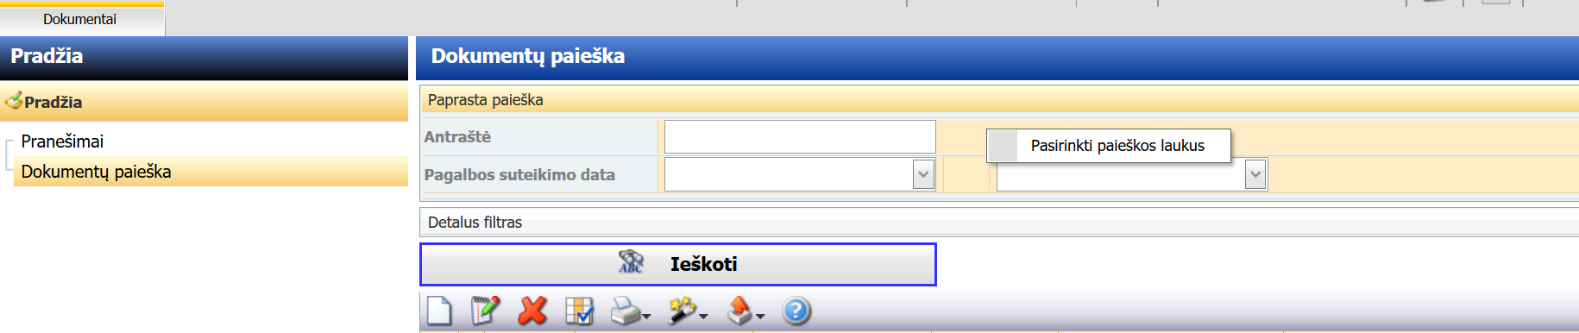 Dokumentai
Pradžia
Pradžia
Pranešimai
Dokumentų paieška
Dokumentų paieška
Paprasta paieška
Antraštė
Pasirinkti paieškos laukus
Pagalbos suteikimo data
Detalus filtras
ABC
Ieškoti